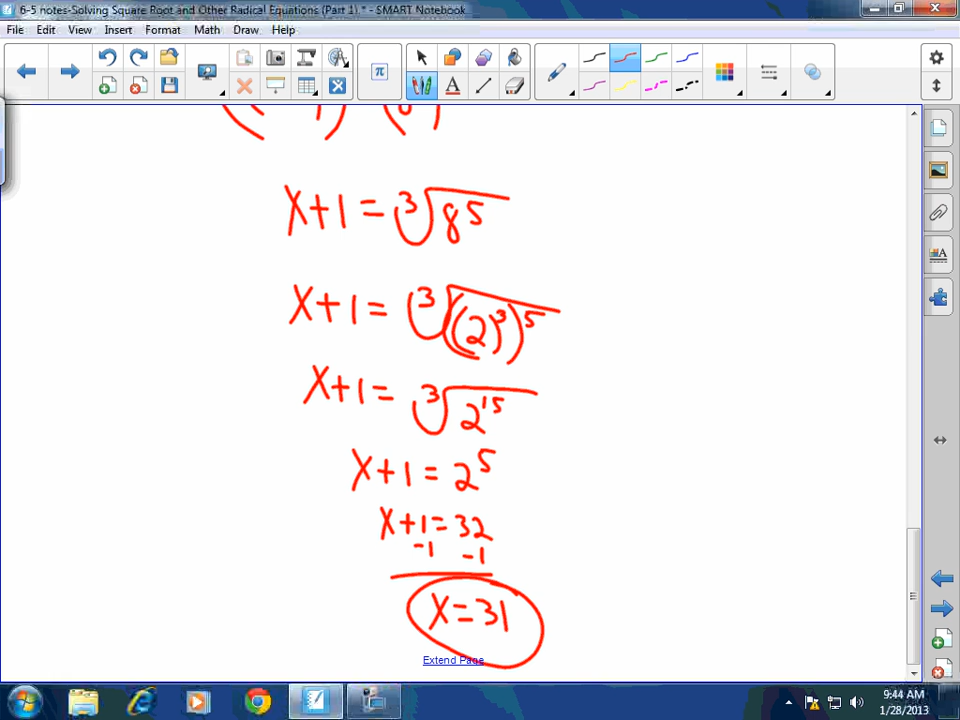 6-5 notes-Solving Square Root and Other Radical Equations (Part 1).* - SMART Notebook
File Edit View Insert Format Math Draw Help
π
A
x+1=∛8⁵
x+1=∛((2)³)⁵
x+1=∛2¹⁵
x+1=2⁵
x+1=32
-1 -1
x=31
Extend Page
9:44 AM
1/28/2013